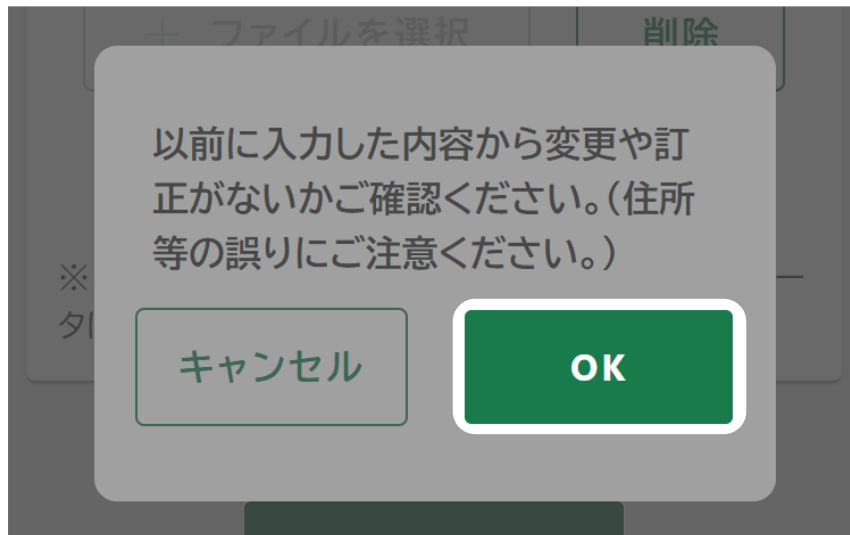 ＋ ファイルを選択
削除
以前に入力した内容から変更や訂
正がないかご確認ください。（住所
等の誤りにご注意ください。）
※
ー
タ
キャンセル
OK